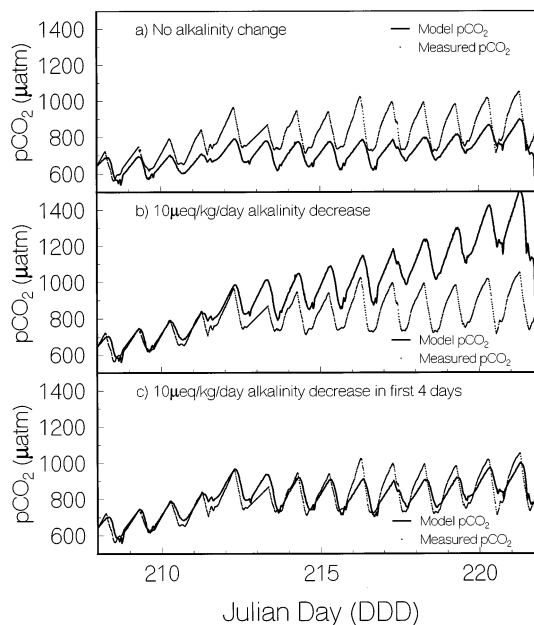 1400
1200
1000
800
600
pCO₂ (μatm)
a) No alkalinity change
Model pCO₂
Measured pCO₂
1400
1200
1000
800
600
pCO₂ (μatm)
b) 10μeq/kg/day alkalinity decrease
Model pCO₂
Measured pCO₂
1400
1200
1000
800
600
pCO₂ (μatm)
c) 10μeq/kg/day alkalinity decrease in first 4 days
Model pCO₂
Measured pCO₂
210 215 220
Julian Day (DDD)